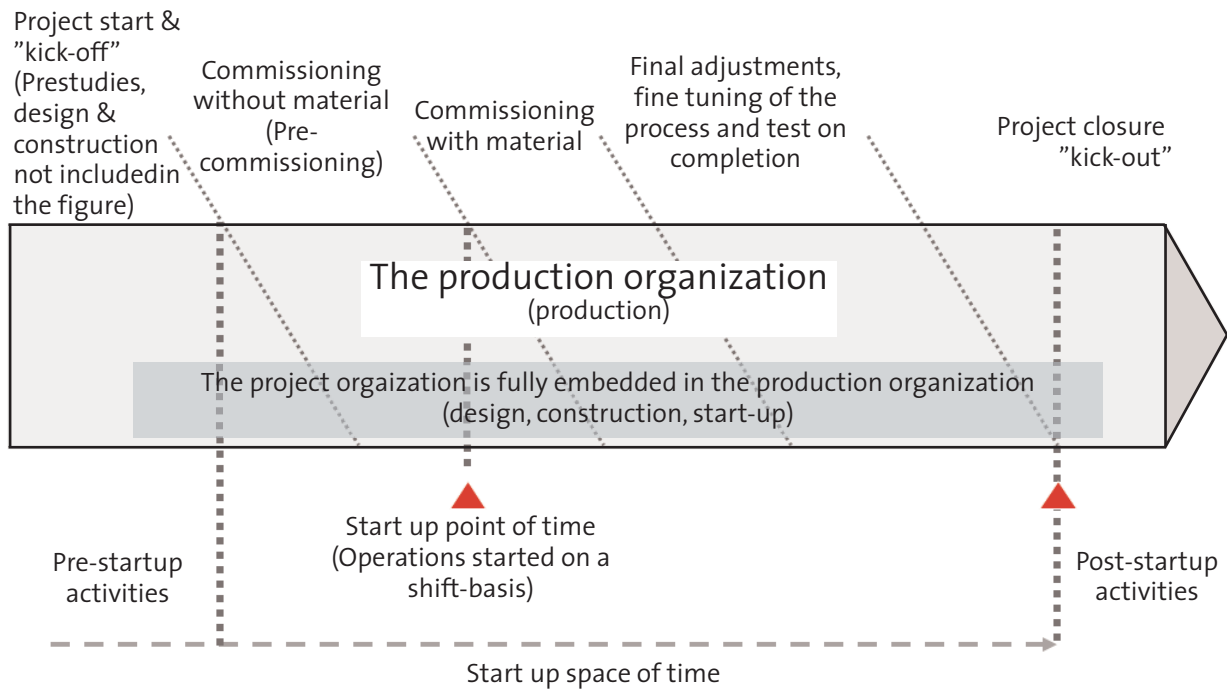 Project start &
”kick-off”
(Prestudies,
design &
construction
not includedin
the figure)
Commissioning
without material
(Pre-
commissioning)
Commissioning
with material
Final adjustments,
fine tuning of the
process and test on
completion
Project closure
”kick-out”
The production organization
(production)
The project orgaization is fully embedded in the production organization
(design, construction, start-up)
Pre-startup
activities
Start up point of time
(Operations started on a
shift-basis)
Post-startup
activities
Start up space of time